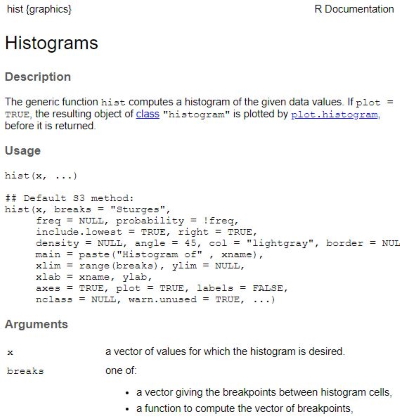 hist {graphics}
R Documentation
Histograms
Description
The generic function hist computes a histogram of the given data values. If plot =
TRUE, the resulting object of class "histogram" is plotted by plot.histogram,
before it is returned.
Usage
hist(x, ...)
## Default S3 method:
hist(x, breaks = "Sturges",
freq = NULL, probability = !freq,
include.lowest = TRUE, right = TRUE,
density = NULL, angle = 45, col = "lightgray", border = NUL
main = paste("Histogram of" , xname),
xlim = range(breaks), ylim = NULL,
xlab = xname, ylab,
axes = TRUE, plot = TRUE, labels = FALSE,
nclass = NULL, warn.unused = TRUE, ...)
Arguments
x a vector of values for which the histogram is desired.
breaks one of:
• a vector giving the breakpoints between histogram cells,
• a function to compute the vector of breakpoints,